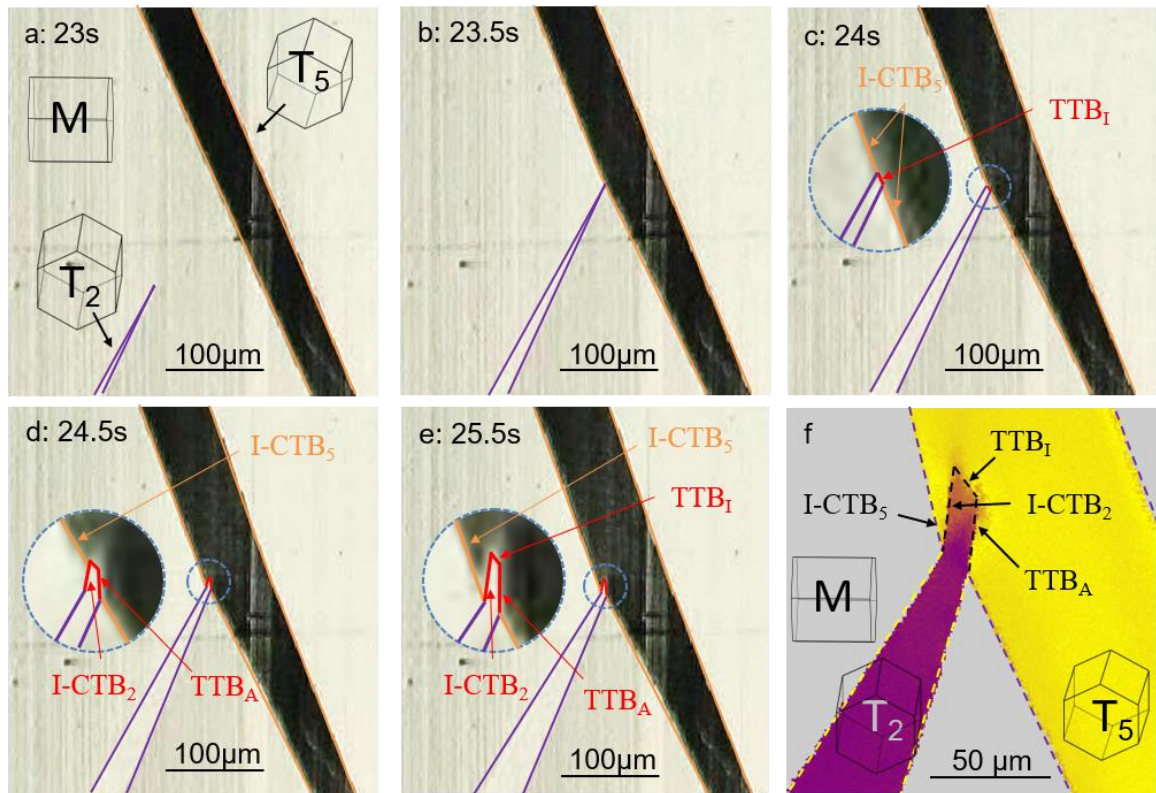 a: 23s
T5
M
T2
100μm
b: 23.5s
100μm
c: 24s
I-CTB5
TTBI
100μm
d: 24.5s
I-CTB5
I-CTB2
TTBA
100μm
e: 25.5s
I-CTB5
TTBI
I-CTB2
TTBA
100μm
f
TTBI
I-CTB5
I-CTB2
TTBA
M
T2
T5
50 μm